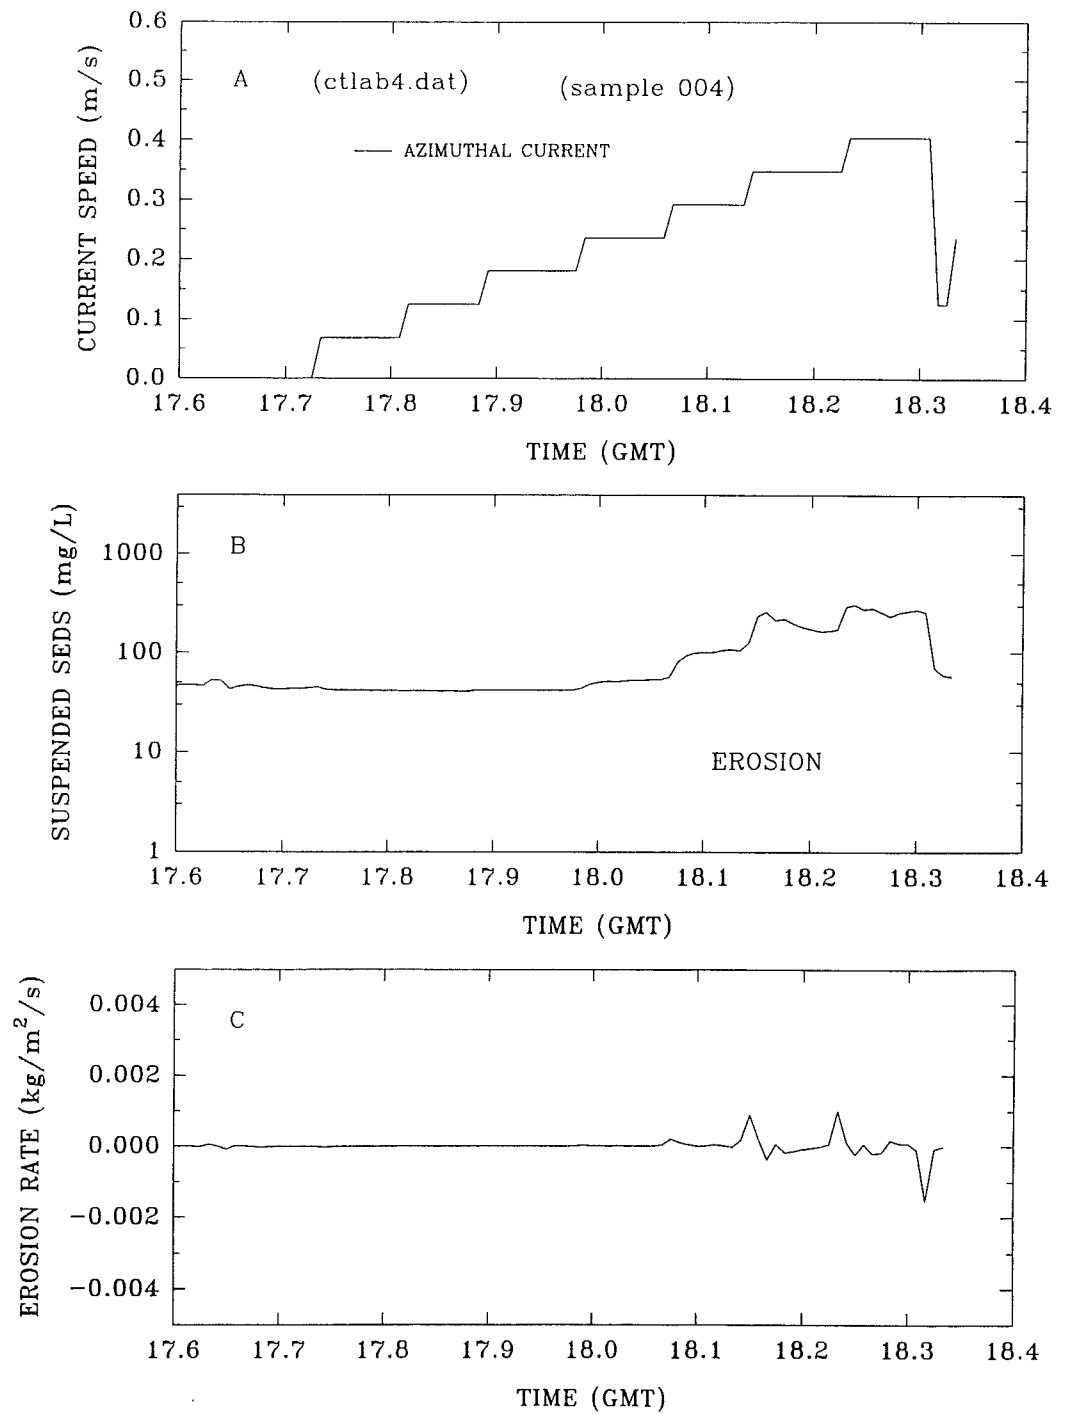 0.6
0.5
0.4
0.3
0.2
0.1
0.0
CURRENT SPEED (m/s)
A (ctlab4.dat) (sample 004)
AZIMUTHAL CURRENT
17.6 17.7 17.8 17.9 18.0 18.1 18.2 18.3 18.4
TIME (GMT)
1000
100
10
1
SUSPENDED SEDS (mg/L)
B
EROSION
17.6 17.7 17.8 17.9 18.0 18.1 18.2 18.3 18.4
TIME (GMT)
0.004
0.002
0.000
−0.002
−0.004
EROSION RATE (kg/m²/s)
C
17.6 17.7 17.8 17.9 18.0 18.1 18.2 18.3 18.4
TIME (GMT)